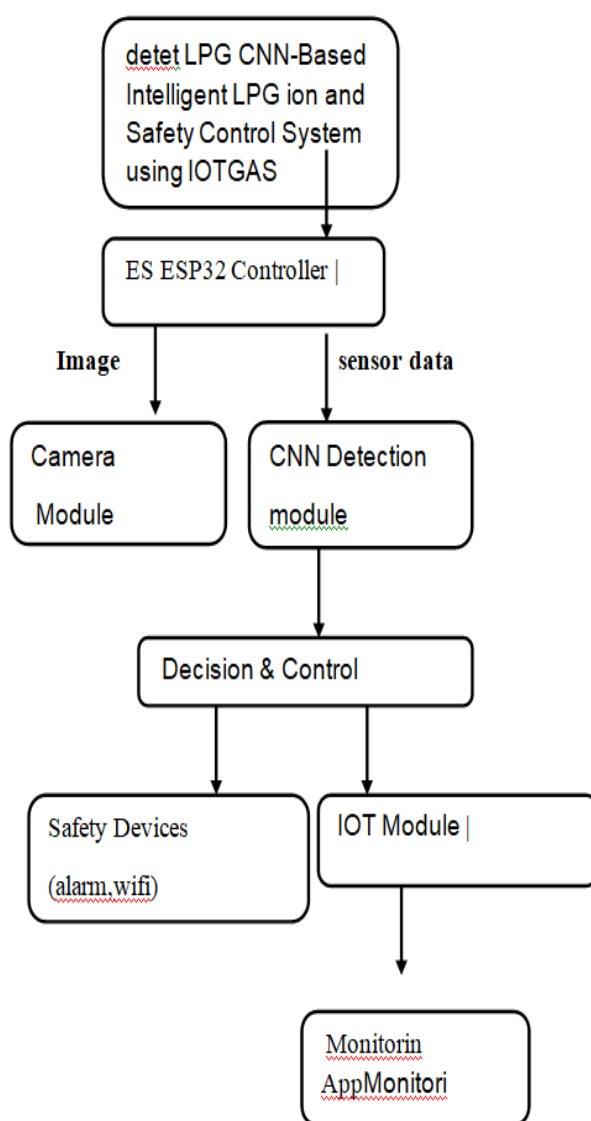 detet LPG CNN-Based
Intelligent LPG ion and
Safety Control System
using IOTGAS
ES ESP32 Controller |
Image
sensor data
Camera
Module
CNN Detection
module
Decision & Control
Safety Devices
(alarm,wifi)
IOT Module |
Monitorin
AppMonitori